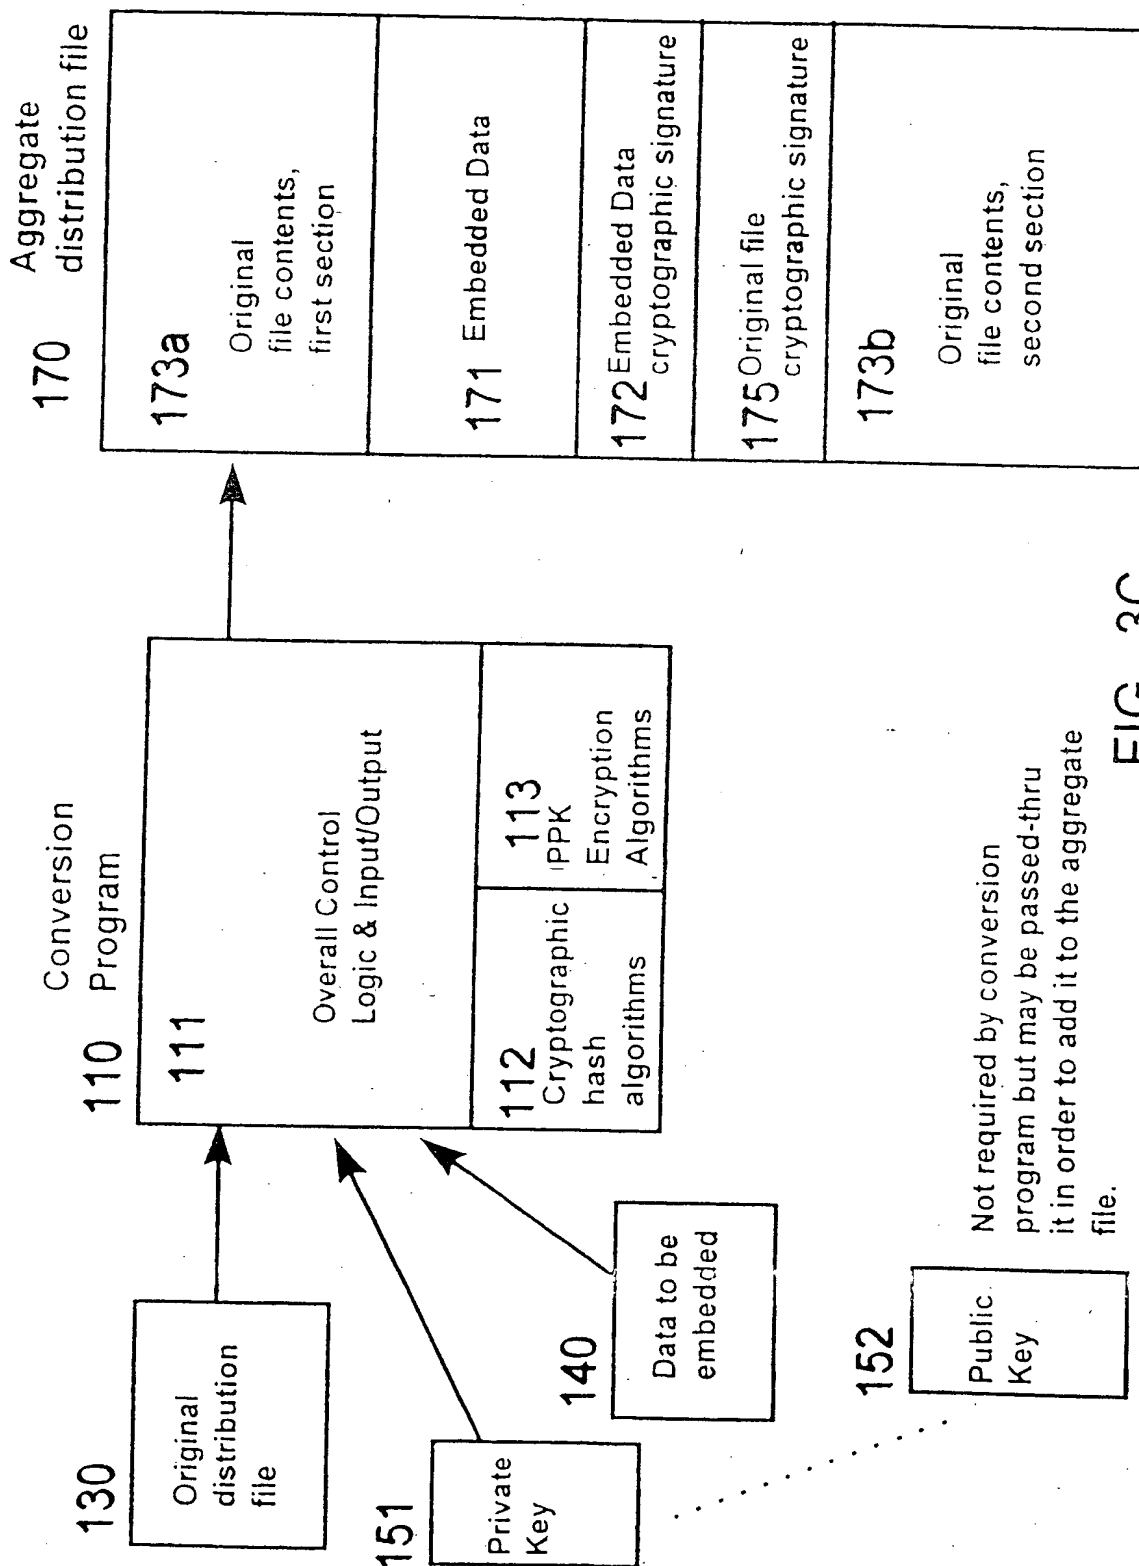 130
Original
distribution
file
151
Private
Key
140
Data to be
embedded
152
Public
Key
Not required by conversion
program but may be passed-thru
it in order to add it to the aggregate
file.
110
Conversion
Program
111
Overall Control
Logic & Input/Output
112
Cryptographic
hash
algorithms
113
PPK
Encryption
Algorithms
170
Aggregate
distribution file
173a
Original
file contents,
first section
171 Embedded Data
172 Embedded Data
cryptographic signature
175 Original file
cryptographic signature
173b
Original
file contents,
second section
FIG. 3C